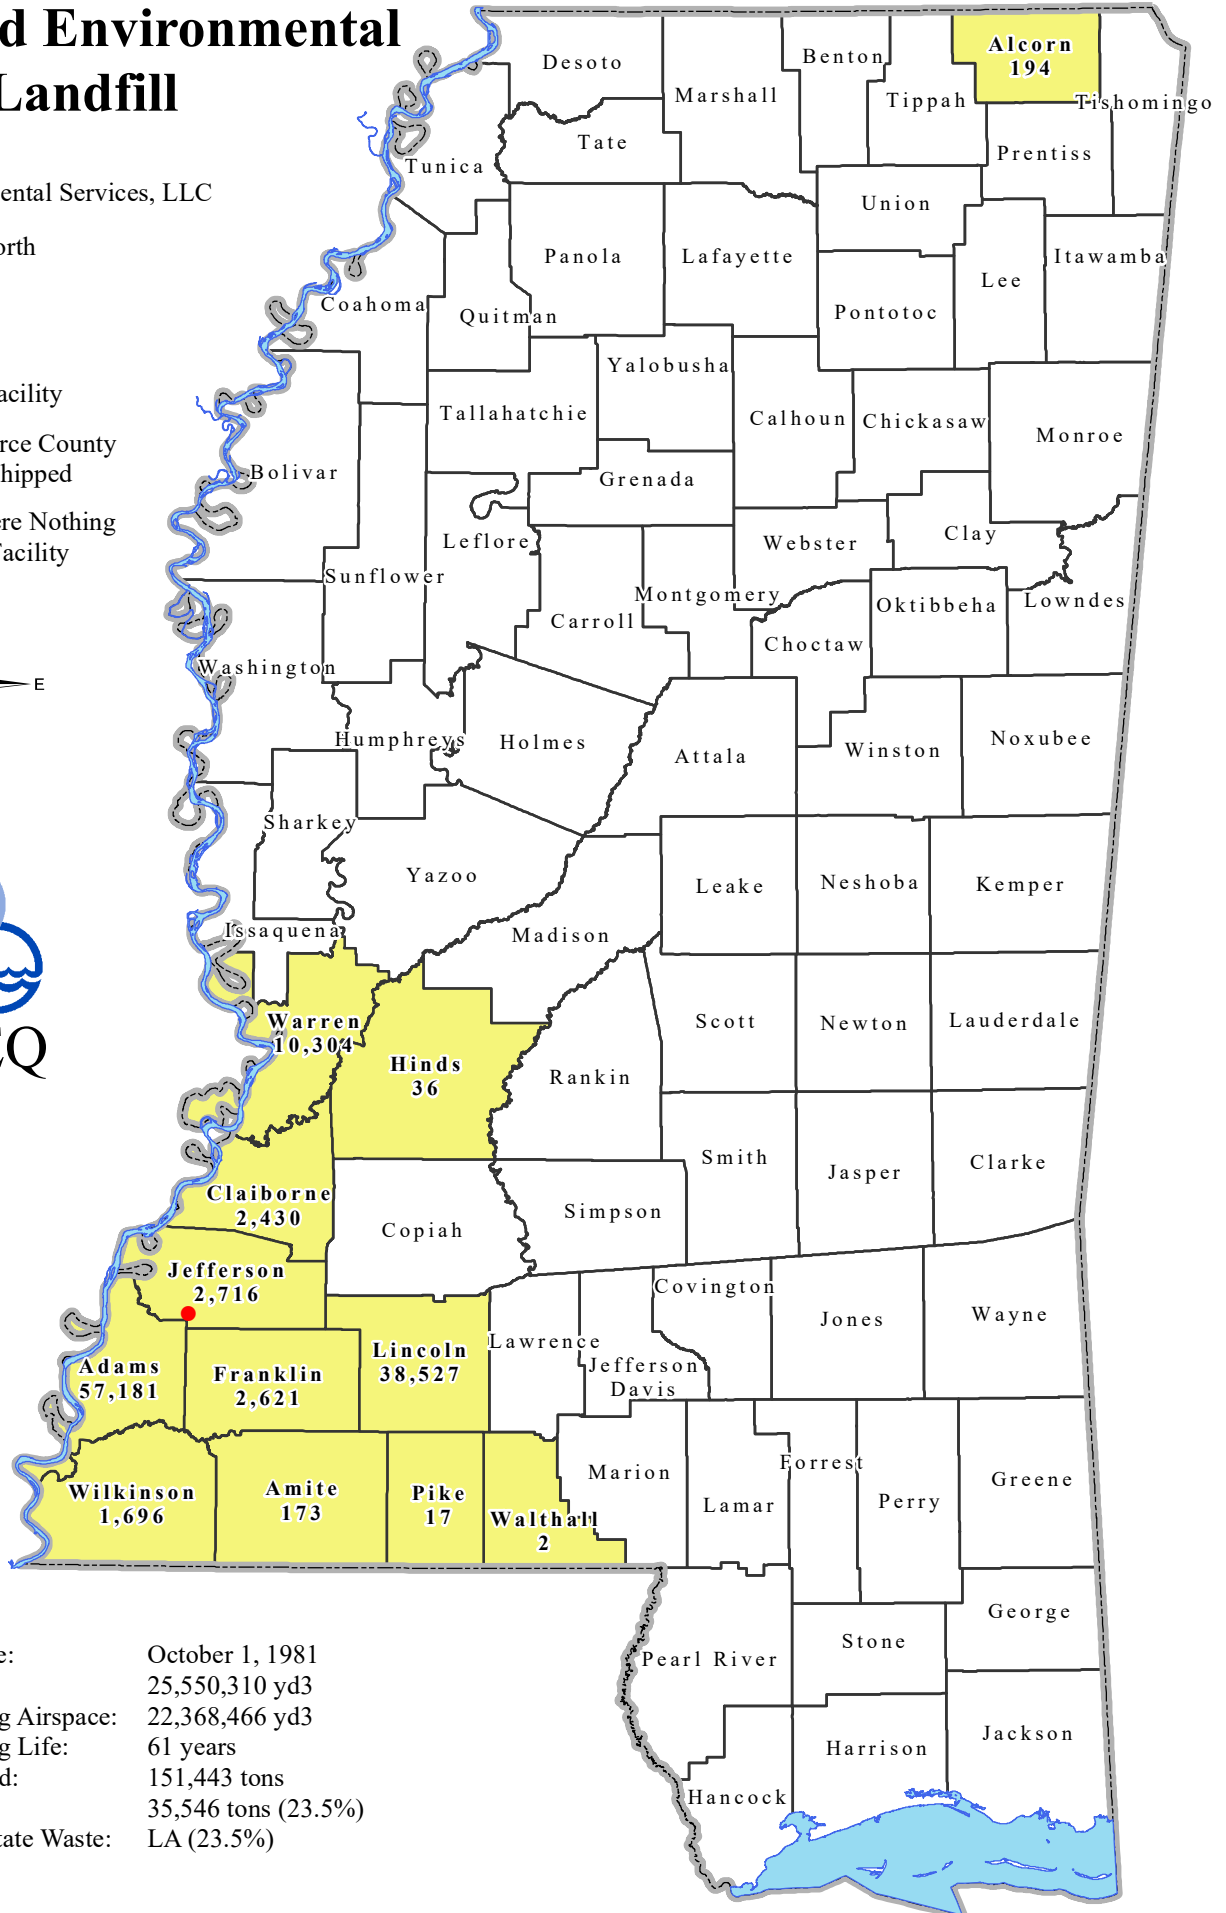 d Environmental
Landfill
ental Services, LLC
orth
acility
rce County
hipped
ere Nothing
Facility
E
CQ
Desoto
Marshall
Benton
Tippah
Alcorn
194
Tishomingo
Tate
Tunica
Prentiss
Union
Panola
Lafayette
Lee
Itawamba
Coahoma
Quitman
Pontotoc
Yalobusha
Tallahatchie
Calhoun
Chickasaw
Monroe
Bolivar
Grenada
Leflore
Webster
Clay
Sunflower
Montgomery
Carroll
Oktibbeha
Lowndes
Choctaw
Washington
Humphreys
Holmes
Attala
Winston
Noxubee
Sharkey
Yazoo
Leake
Neshoba
Kemper
Issaquena
Madison
Warren
10,304
Hinds
36
Scott
Newton
Lauderdale
Rankin
Smith
Jasper
Clarke
Claiborne
2,430
Copiah
Simpson
Jefferson
2,716
Covington
Jones
Wayne
Lawrence
Jefferson
Davis
Lincoln
38,527
Adams
57,181
Franklin
2,621
Marion
Forrest
Lamar
Perry
Greene
Wilkinson
1,696
Amite
173
Pike
17
Walthall
2
George
Stone
Pearl River
Jackson
Harrison
Hancock
e: October 1, 1981
25,550,310 yd3
g Airspace: 22,368,466 yd3
g Life: 61 years
d: 151,443 tons
35,546 tons (23.5%)
tate Waste: LA (23.5%)